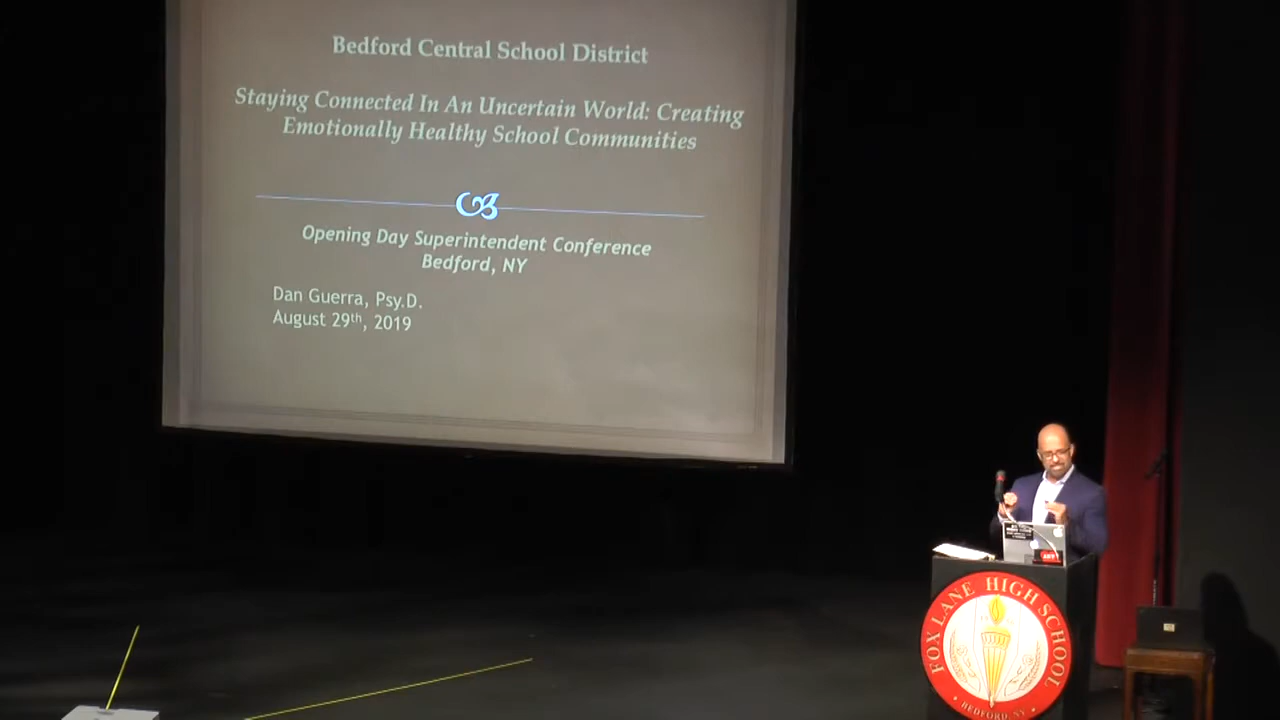 Bedford Central School District
Staying Connected In An Uncertain World: Creating
Emotionally Healthy School Communities
Opening Day Superintendent Conference
Bedford, NY
Dan Guerra, Psy.D.
August 29th, 2019
FOX LANE HIGH SCHOOL
BEDFORD, NY